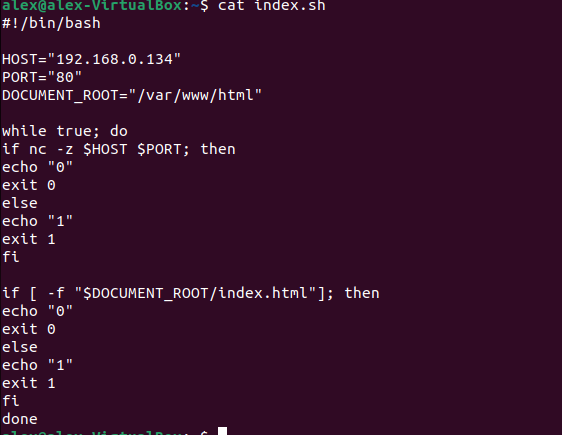 alex@alex-VirtualBox:~$ cat index.sh
#!/bin/bash

HOST="192.168.0.134"
PORT="80"
DOCUMENT_ROOT="/var/www/html"

while true; do
if nc -z $HOST $PORT; then
echo "0"
exit 0
else
echo "1"
exit 1
fi

if [ -f "$DOCUMENT_ROOT/index.html"]; then
echo "0"
exit 0
else
echo "1"
exit 1
fi
done
alex@alex-VirtualBox:~$